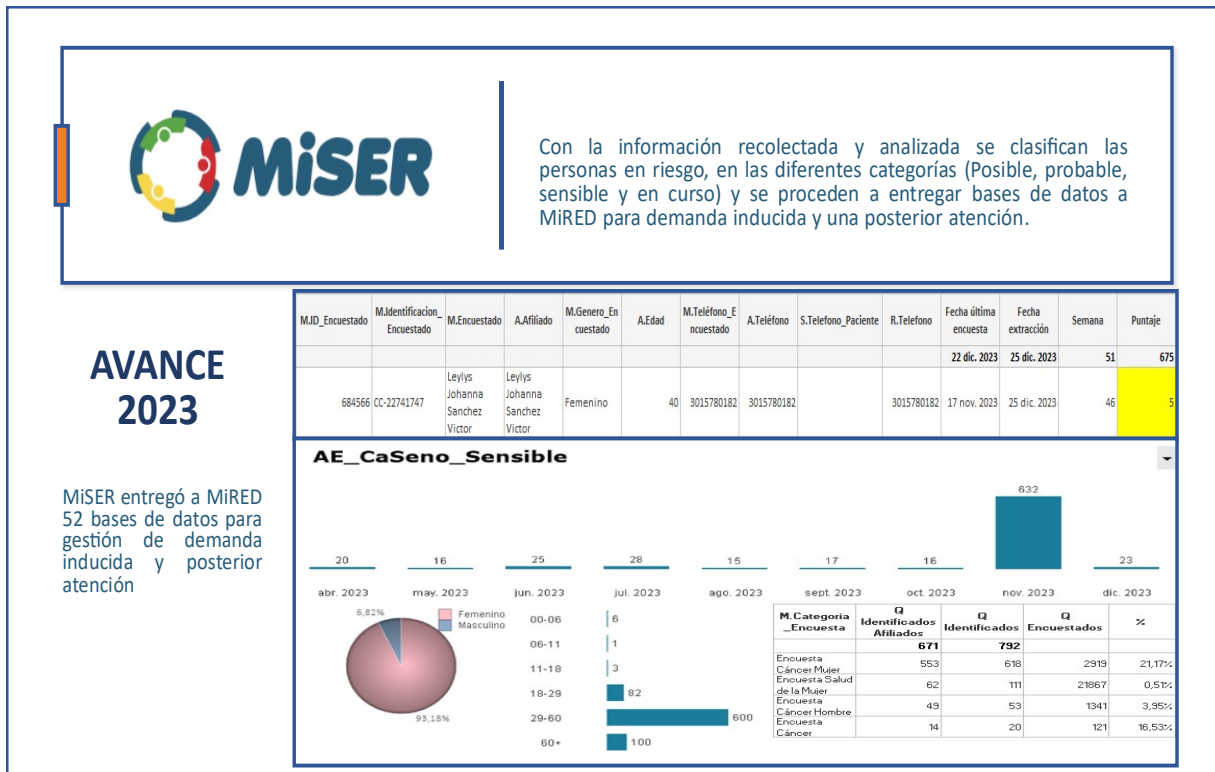 MiSER
Con la información recolectada y analizada se clasifican las
personas en riesgo, en las diferentes categorías (Posible, probable,
sensible y en curso) y se proceden a entregar bases de datos a
MiRED para demanda inducida y una posterior atención.
AVANCE
2023
MiSER entregó a MiRED
52 bases de datos para
gestión de demanda
inducida y posterior
atención
M.ID_Encuestado M.Identificacion_Encuestado M.Encuestado A.Afiliado M.Genero_Encuestado A.Edad M.Teléfono_Encuestado A.Teléfono S.Telefono_Paciente R.Telefono Fecha última encuesta Fecha extracción Semana Puntaje
22 dic. 2023 25 dic. 2023 51 675
684566 CC-22741747 Leylys Johanna Sanchez Victor Leylys Johanna Sanchez Victor Femenino 40 3015780182 3015780182 3015780182 17 nov. 2023 25 dic. 2023 46 5
AE_CaSeno_Sensible
20 16 25 28 15 17 16 632 23
abr. 2023 may. 2023 jun. 2023 jul. 2023 ago. 2023 sept. 2023 oct. 2023 nov. 2023 dic. 2023
6,82%
Femenino
Masculino
93,18%
00-06 6
06-11 1
11-18 3
18-29 82
29-60 600
60+ 100
M.Categoria_Encuesta Q Identificados Afiliados Q Identificados Q Encuestados %
671 792
Encuesta Cáncer Mujer 553 618 2919 21,17%
Encuesta Salud de la Mujer 62 111 21867 0,51%
Encuesta Cáncer Hombre 49 53 1341 3,95%
Encuesta Cáncer 14 20 121 16,53%